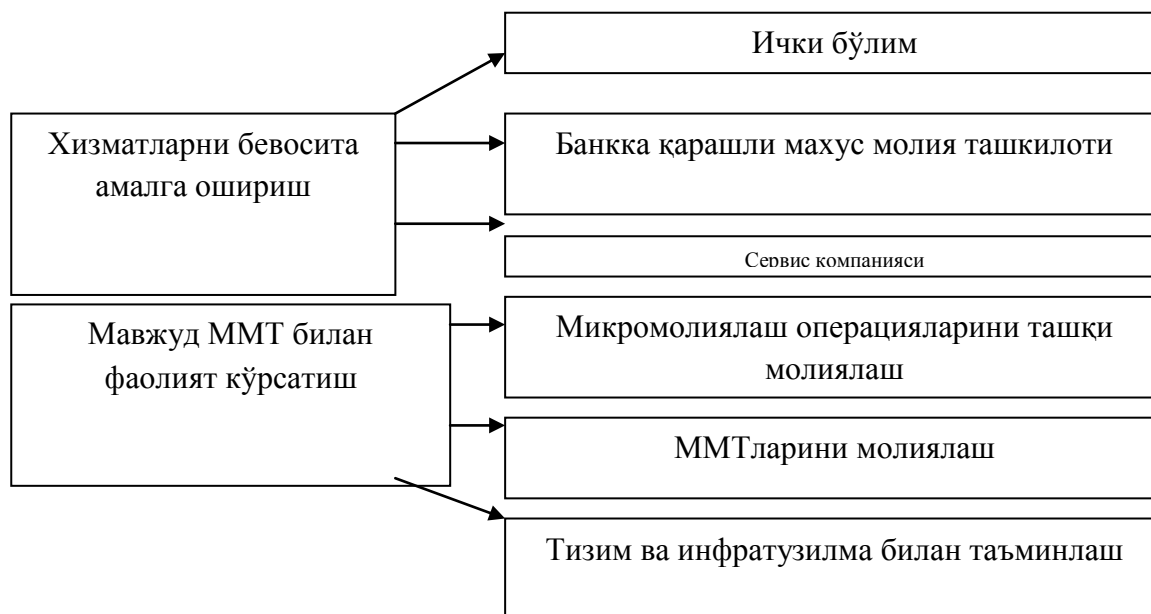 Ички бўлим
Хизматларни бевосита
амалга ошириш
Банкка қарашли махус молия ташкилоти
Сервис компанияси
Мавжуд ММТ билан
фаолият кўрсатиш
Микромолиялаш операцияларини ташқи
молиялаш
ММТларини молиялаш
Тизим ва инфратузилма билан таъминлаш